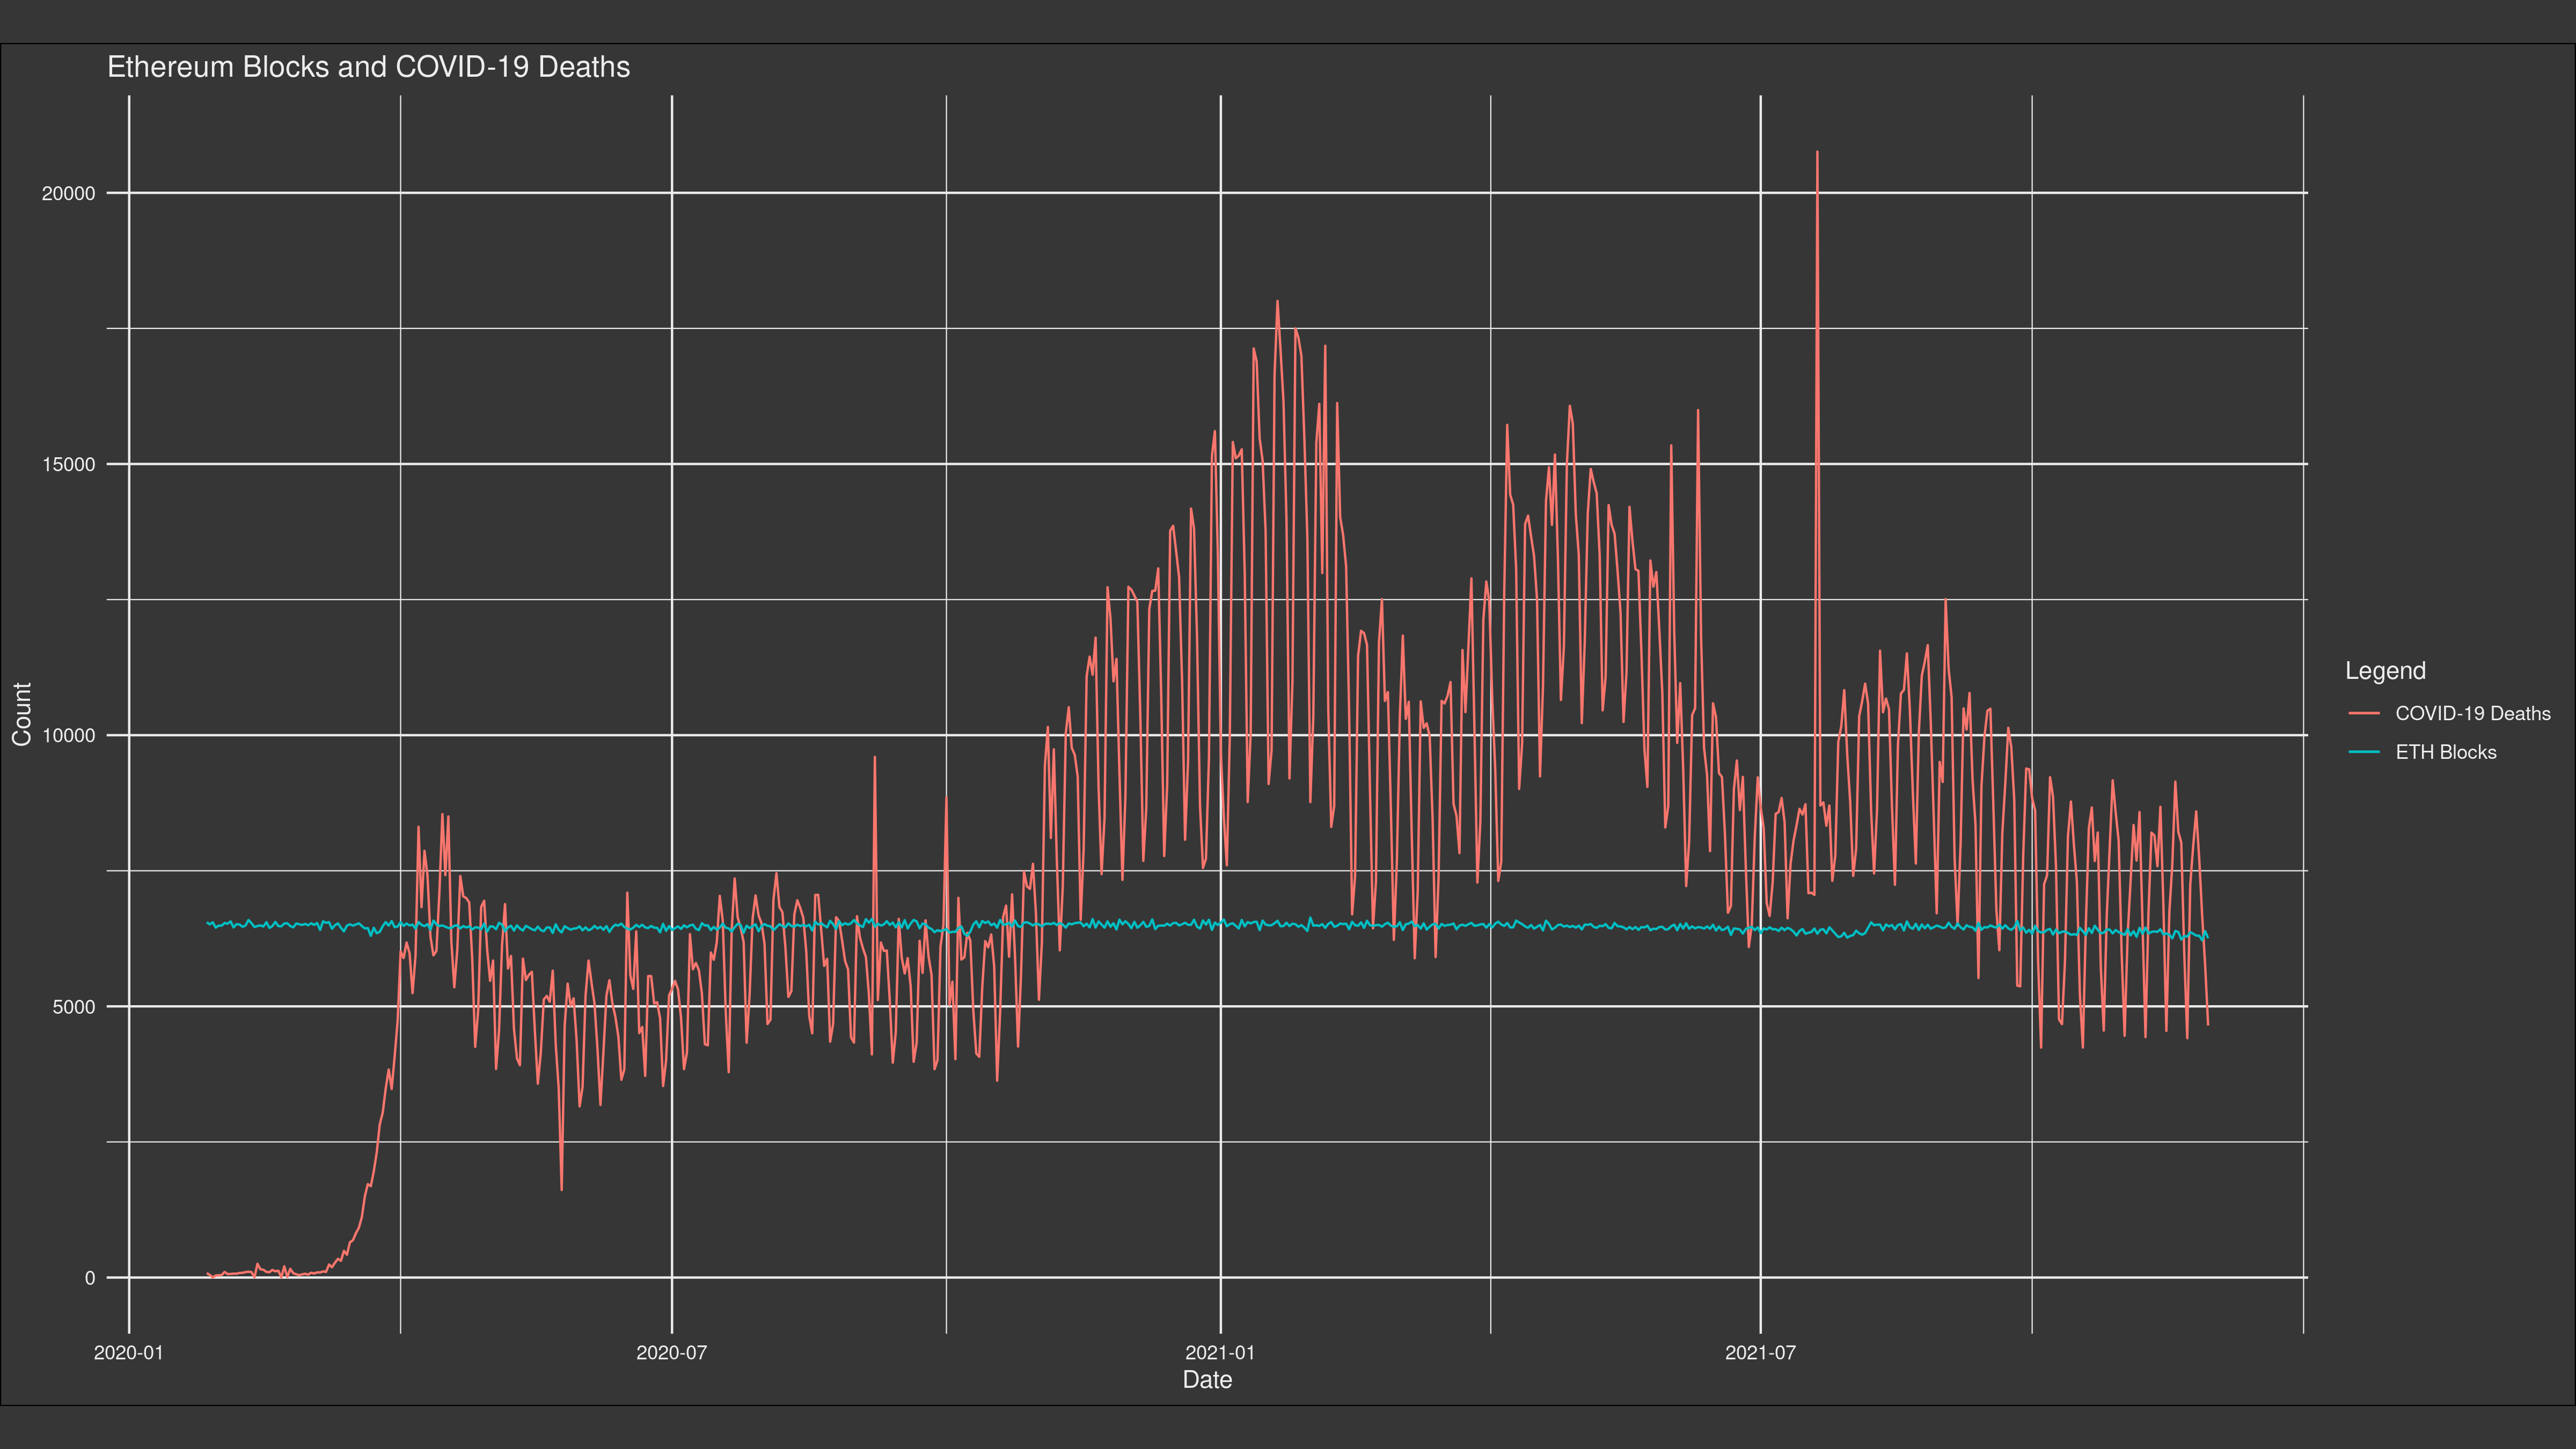 Ethereum Blocks and COVID-19 Deaths
20000
15000
10000
5000
0
Count
2020-01
2020-07
2021-01
2021-07
Date
Legend
COVID-19 Deaths
ETH Blocks